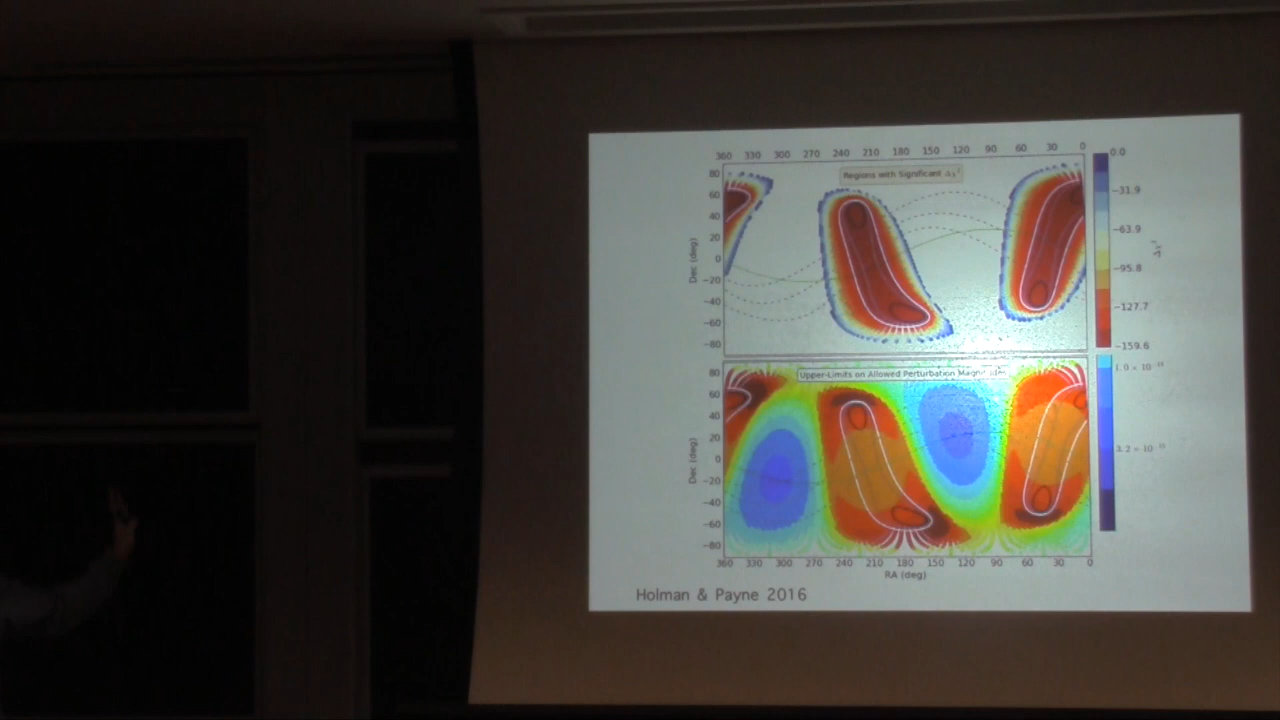 360 330 300 270 240 210 180 150 120 90 60 30 0
Regions with Significant Δχ²
80
60
40
20
0
−20
−40
−60
−80
Dec (deg)
0.0
−31.9
−63.9
−95.8
−127.7
−159.6
Δχ²
Upper-Limits on Allowed Perturbation
80
60
40
20
0
−20
−40
−60
−80
Dec (deg)
360 330 300 270 240 210 180 150 120 90 60 30 0
RA (deg)
Holman & Payne 2016